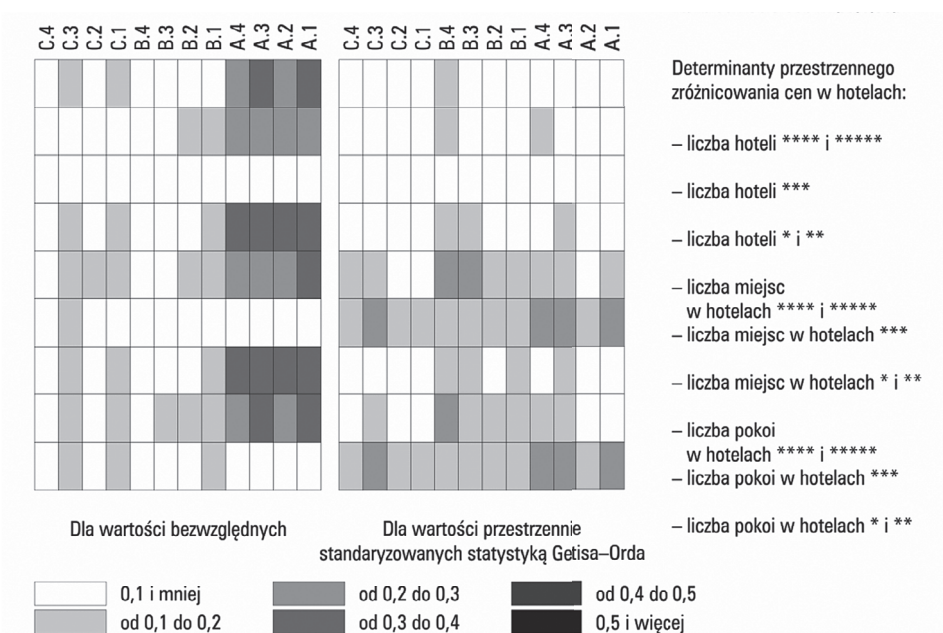 C.4 C.3 C.2 C.1 B.4 B.3 B.2 B.1 A.4 A.3 A.2 A.1
C.4 C.3 C.2 C.1 B.4 B.3 B.2 B.1 A.4 A.3 A.2 A.1
Determinanty przestrzennego
zróżnicowania cen w hotelach:
– liczba hoteli **** i *****
– liczba hoteli ***
– liczba hoteli * i **
– liczba miejsc
w hotelach **** i *****
– liczba miejsc w hotelach ***
– liczba miejsc w hotelach * i **
– liczba pokoi
w hotelach **** i *****
– liczba pokoi w hotelach ***
– liczba pokoi w hotelach * i **
Dla wartości bezwzględnych
Dla wartości przestrzennie
standaryzowanych statystyką Getisa–Orda
0,1 i mniej
od 0,2 do 0,3
od 0,4 do 0,5
od 0,1 do 0,2
od 0,3 do 0,4
0,5 i więcej